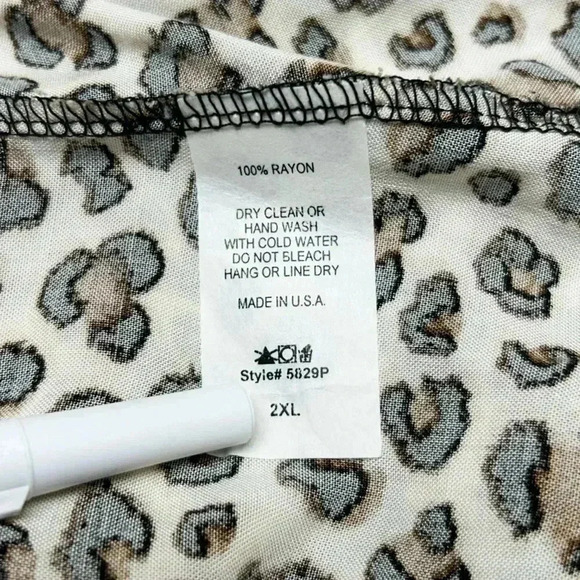 100% RAYON
DRY CLEAN OR
HAND WASH
WITH COLD WATER
DO NOT BLEACH
HANG OR LINE DRY
MADE IN U.S.A.
Style# 5829P
2XL